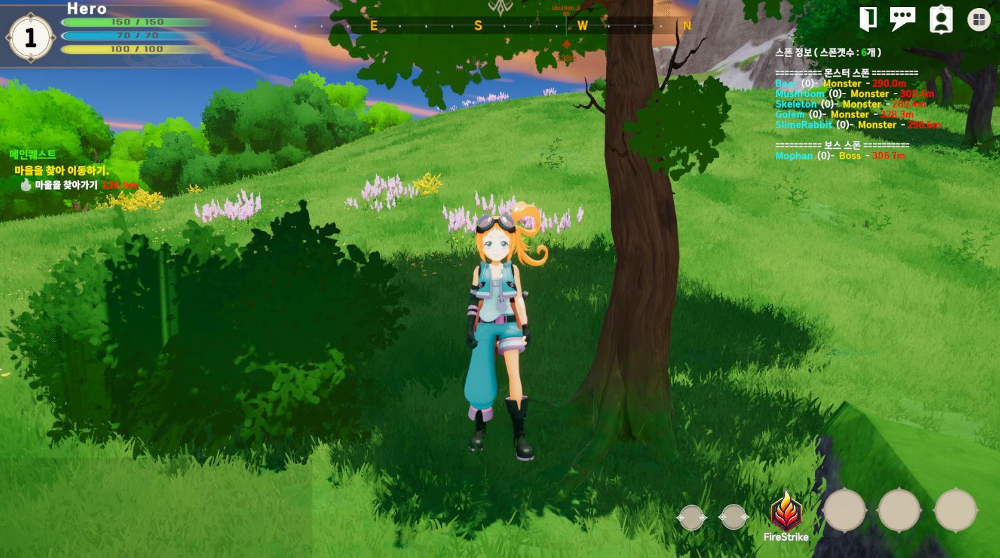 Hero
1
150 / 150
70 / 70
100 / 100
E
S
W
N
location_0
138m
스폰 정보 ( 스폰갯수 : 6개 )
========== 몬스터 스폰 ==========
Bear (0)- Monster - 290.0m
Mushroom (0)- Monster - 303.4m
Skeleton (0)- Monster - 289.4m
Golem (0)- Monster - 328.3m
SlimeRabbit (0)- Monster - 258.6m
========== 보스 스폰 ==========
Mophan (0)- Boss - 306.7m
메인퀘스트
마을을 찾아 이동하기.
마을을 찾아가기 126.9m
FireStrike